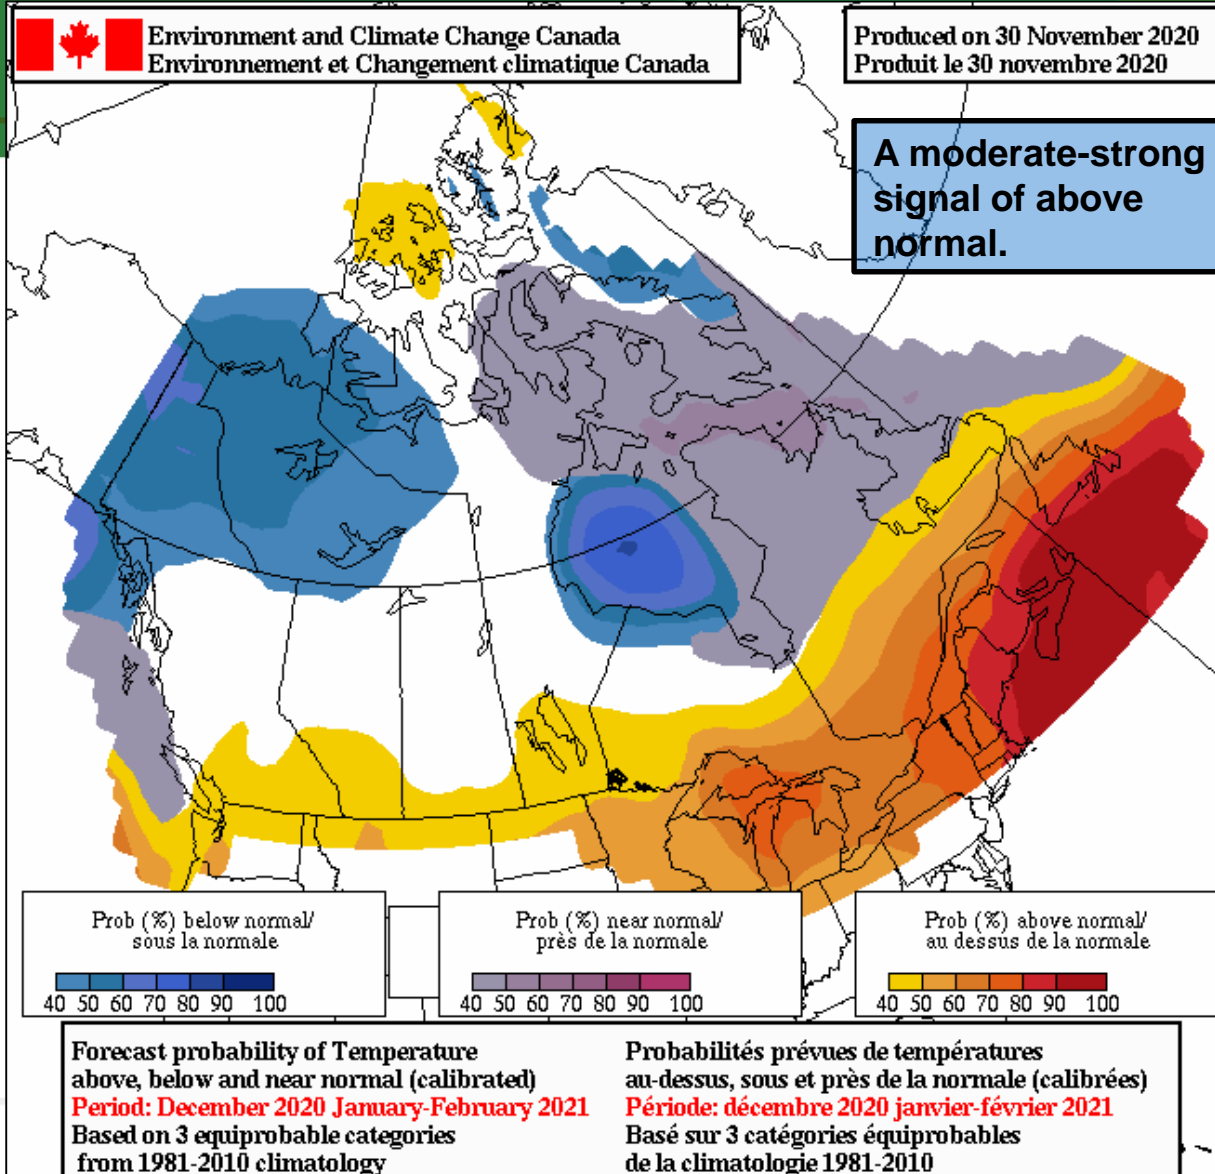 Environment and Climate Change Canada
Environnement et Changement climatique Canada
Produced on 30 November 2020
Produit le 30 novembre 2020
A moderate-strong
signal of above
normal.
Prob (%) below normal/
sous la normale
40 50 60 70 80 90 100
Prob (%) near normal/
près de la normale
40 50 60 70 80 90 100
Prob (%) above normal/
au dessus de la normale
40 50 60 70 80 90 100
Forecast probability of Temperature
above, below and near normal (calibrated)
Period: December 2020 January-February 2021
Based on 3 equiprobable categories
from 1981-2010 climatology
Probabilités prévues de températures
au-dessus, sous et près de la normale (calibrées)
Période: décembre 2020 janvier-février 2021
Basé sur 3 catégories équiprobables
de la climatologie 1981-2010